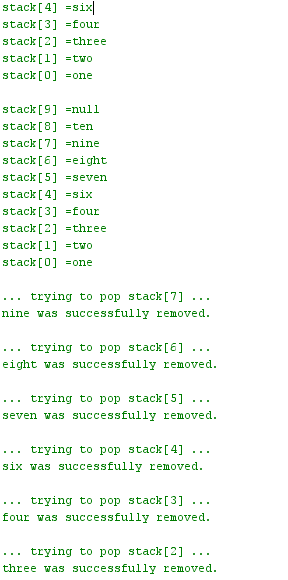 stack[4] =six
stack[3] =four
stack[2] =three
stack[1] =two
stack[0] =one
stack[9] =null
stack[8] =ten
stack[7] =nine
stack[6] =eight
stack[5] =seven
stack[4] =six
stack[3] =four
stack[2] =three
stack[1] =two
stack[0] =one
... trying to pop stack[7] ...
nine was successfully removed.
... trying to pop stack[6] ...
eight was successfully removed.
... trying to pop stack[5] ...
seven was successfully removed.
... trying to pop stack[4] ...
six was successfully removed.
... trying to pop stack[3] ...
four was successfully removed.
... trying to pop stack[2] ...
three was successfully removed.